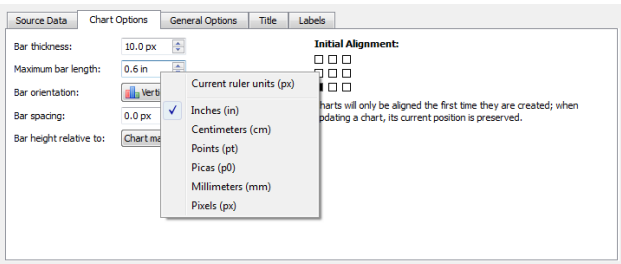 Source Data Chart Options General Options Title Labels
Bar thickness: 10.0 px
Initial Alignment:
Maximum bar length: 0.6 in
Current ruler units (px)
Bar orientation: Verti
Inches (in)
harts will only be aligned the first time they are created; when
pdating a chart, its current position is preserved.
Bar spacing: 0.0 px
Centimeters (cm)
Bar height relative to: Chart ma
Points (pt)
Picas (p0)
Millimeters (mm)
Pixels (px)